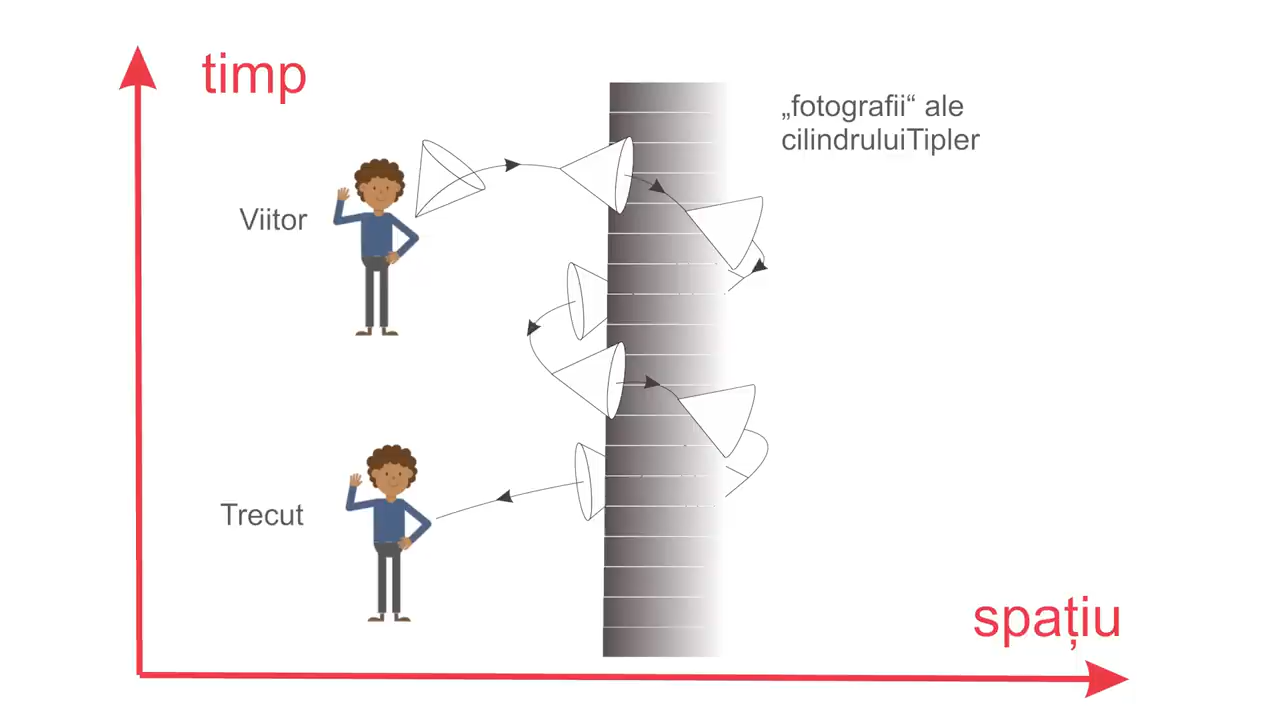 timp
„fotografii“ ale
cilindruluiTipler
Viitor
Trecut
spațiu